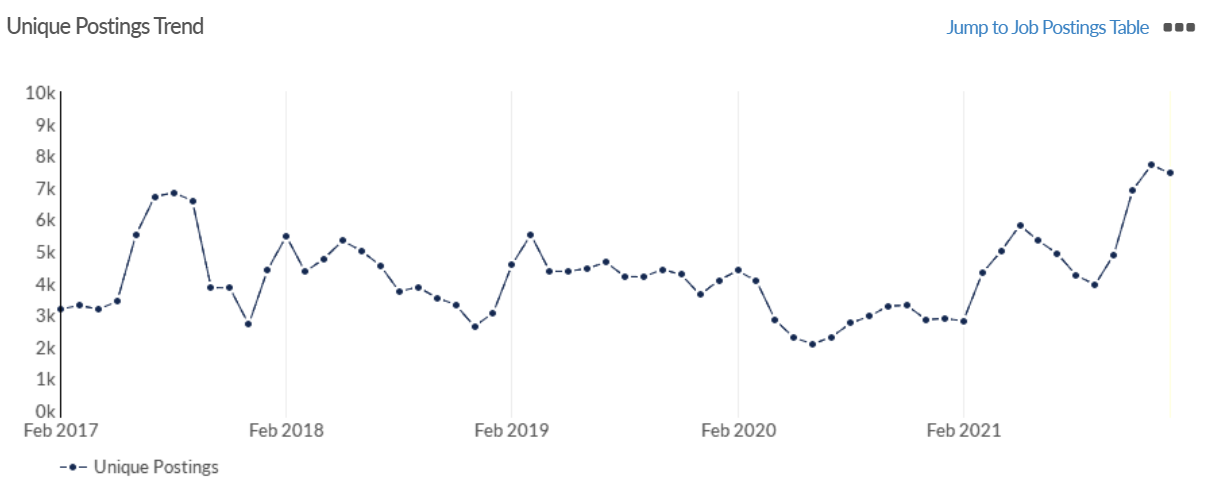 Unique Postings Trend
Jump to Job Postings Table
10k
9k
8k
7k
6k
5k
4k
3k
2k
1k
0k
Feb 2017 Feb 2018 Feb 2019 Feb 2020 Feb 2021
Unique Postings